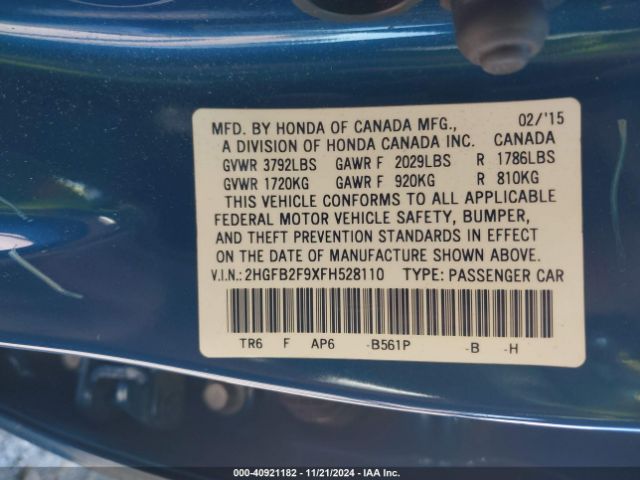 MFD. BY HONDA OF CANADA MFG., 02/'15
A DIVISION OF HONDA CANADA INC. CANADA
GVWR 3792LBS GAWR F 2029LBS R 1786LBS
GVWR 1720KG GAWR F 920KG R 810KG
THIS VEHICLE CONFORMS TO ALL APPLICABLE
FEDERAL MOTOR VEHICLE SAFETY, BUMPER,
AND THEFT PREVENTION STANDARDS IN EFFECT
ON THE DATE OF MANUFACTURE SHOWN ABOVE.
V.I.N.: 2HGFB2F9XFH528110 TYPE: PASSENGER CAR
TR6 F AP6 -B561P -B -H
000-40921182 - 11/21/2024 - IAA Inc.